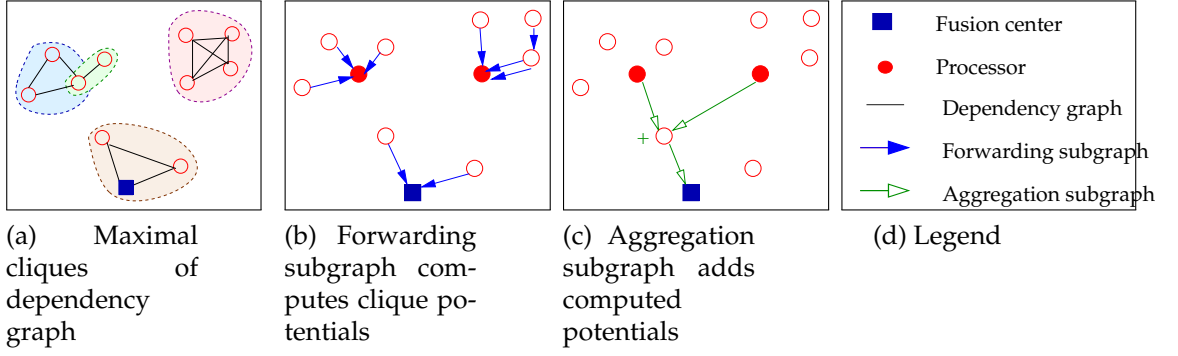 +
Fusion center
Processor
Dependency graph
Forwarding subgraph
Aggregation subgraph
(a) Maximal
cliques of
dependency
graph
(b) Forwarding
subgraph com-
putes clique po-
tentials
(c) Aggregation
subgraph adds
computed
potentials
(d) Legend